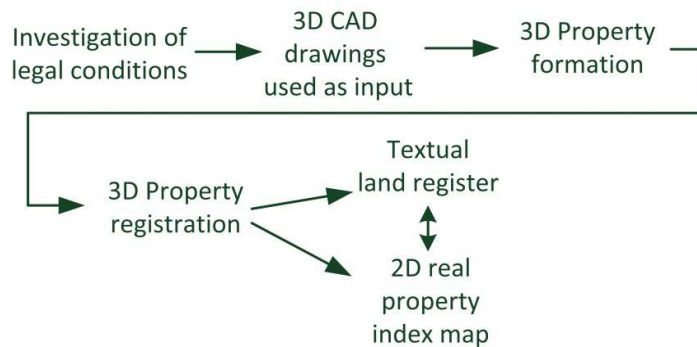 Investigation of
legal conditions
3D CAD
drawings
used as input
3D Property
formation
3D Property
registration
Textual
land register
2D real
property
index map